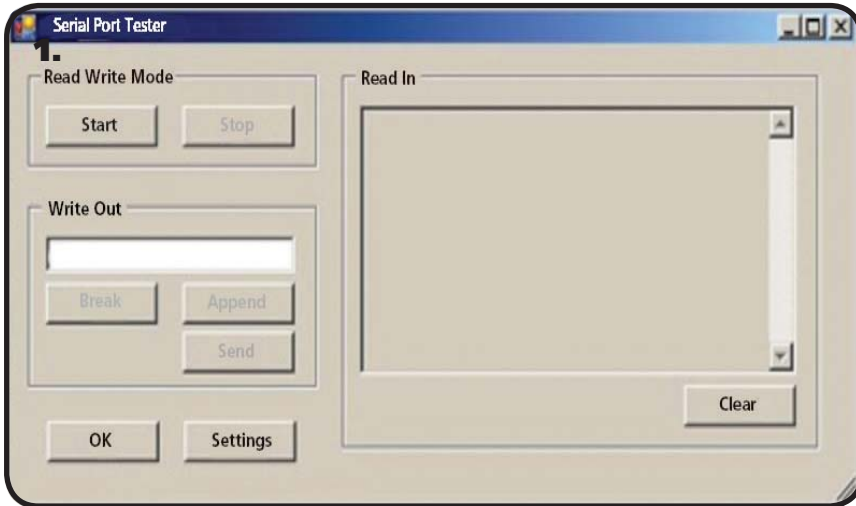 Serial Port Tester
1.
Read Write Mode
Start Stop
Write Out
Break Append
Send
OK Settings
Read In
Clear